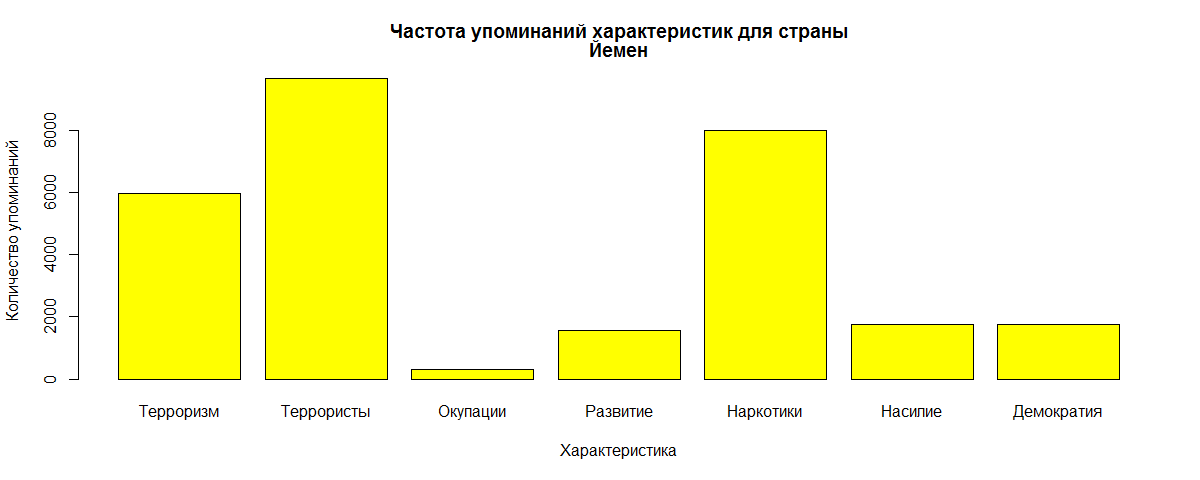 Частота упоминаний характеристик для страны
Йемен
Количество упоминаний
8000
6000
4000
2000
0
Терроризм Террористы Окупации Развитие Наркотики Насилие Демократия
Характеристика